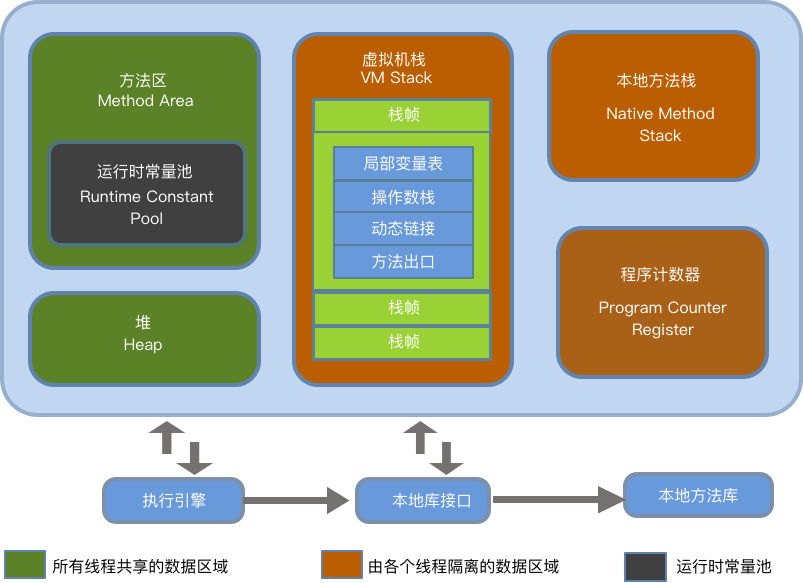 方法区
Method Area
运行时常量池
Runtime Constant
Pool
堆
Heap
虚拟机栈
VM Stack
栈帧
局部变量表
操作数栈
动态链接
方法出口
栈帧
栈帧
本地方法栈
Native Method
Stack
程序计数器
Program Counter
Register
执行引擎
本地库接口
本地方法库
所有线程共享的数据区域
由各个线程隔离的数据区域
运行时常量池